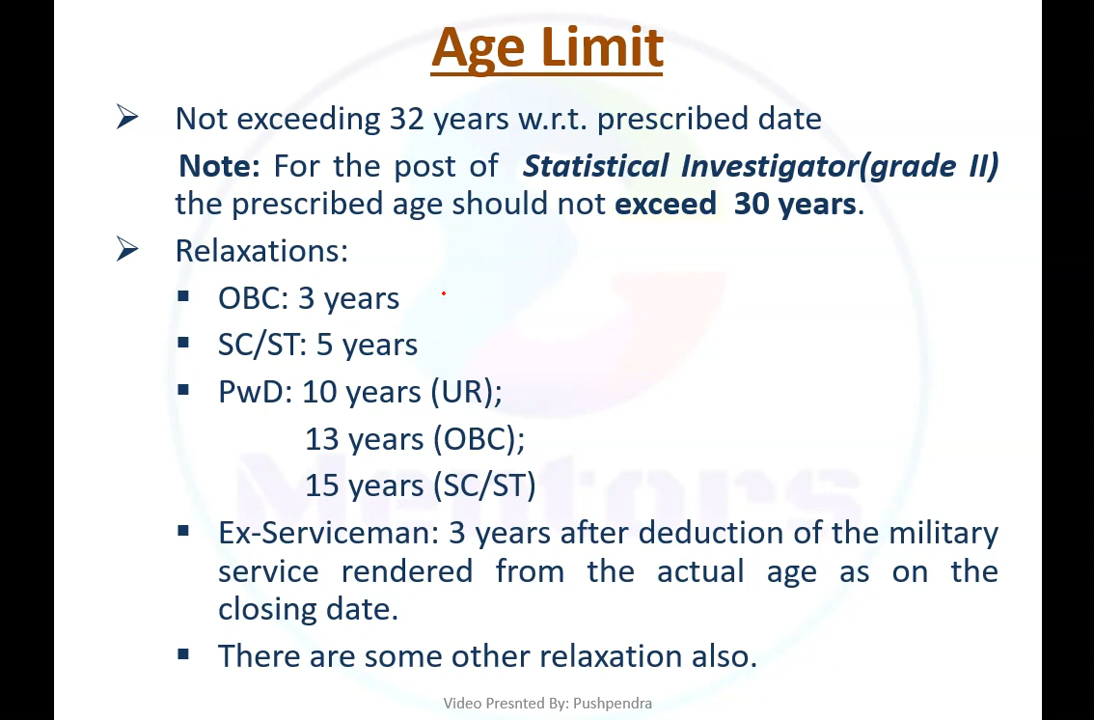 Age Limit
Not exceeding 32 years w.r.t. prescribed date
Note: For the post of Statistical Investigator(grade II)
the prescribed age should not exceed 30 years.
Relaxations:
OBC: 3 years
SC/ST: 5 years
PwD: 10 years (UR);
13 years (OBC);
15 years (SC/ST)
Mentors
Ex-Serviceman: 3 years after deduction of the military
service rendered from the actual age as on the
closing date.
There are some other relaxation also.
Video Presnted By: Pushpendra